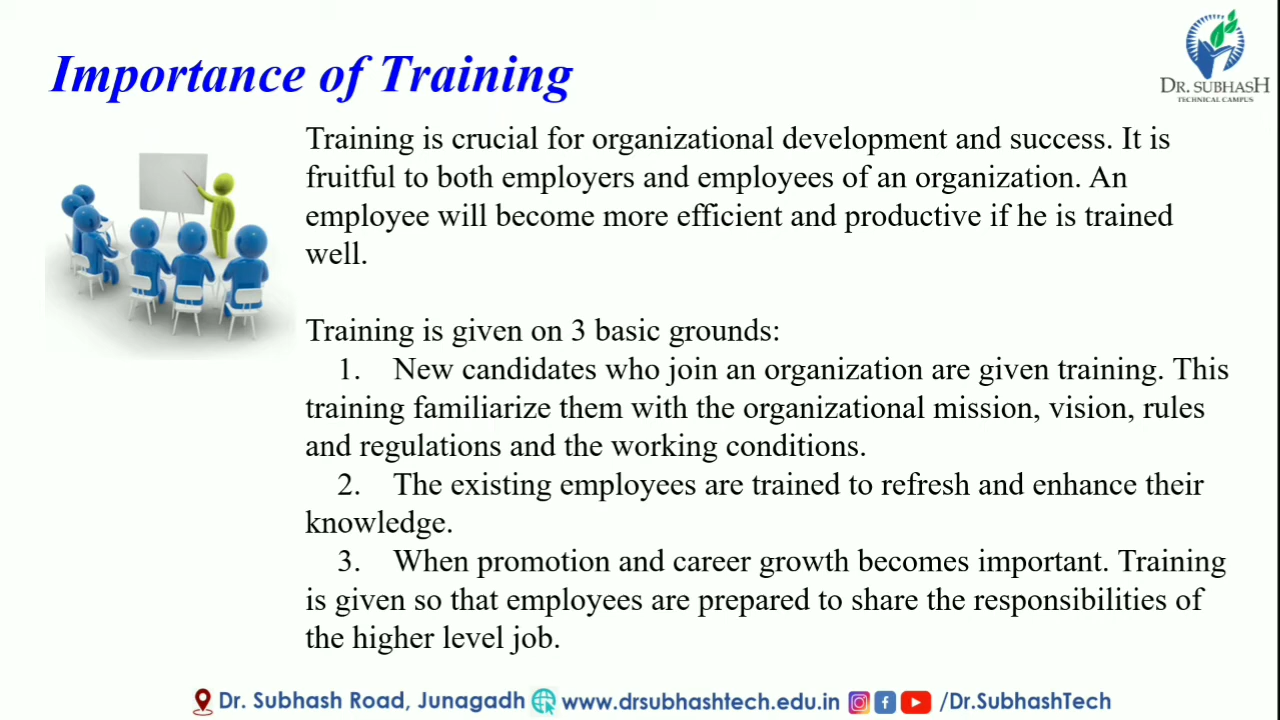 Importance of Training
DR. SUBHASH
TECHNICAL CAMPUS
Training is crucial for organizational development and success. It is
fruitful to both employers and employees of an organization. An
employee will become more efficient and productive if he is trained
well.
Training is given on 3 basic grounds:
1. New candidates who join an organization are given training. This
training familiarize them with the organizational mission, vision, rules
and regulations and the working conditions.
2. The existing employees are trained to refresh and enhance their
knowledge.
3. When promotion and career growth becomes important. Training
is given so that employees are prepared to share the responsibilities of
the higher level job.
Dr. Subhash Road, Junagadh www.drsubhashtech.edu.in /Dr.SubhashTech